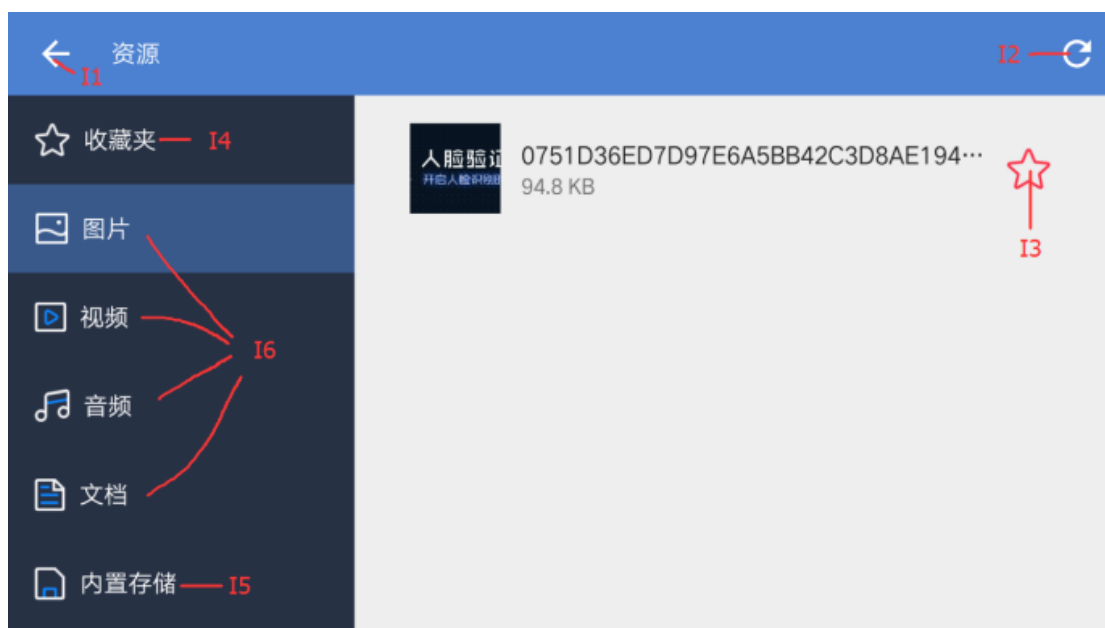 资源
I1
I2
收藏夹
I4
人脸验证
0751D36ED7D97E6A5BB42C3D8AE194…
94.8 KB
I3
图片
视频
I6
音频
文档
内置存储
I5